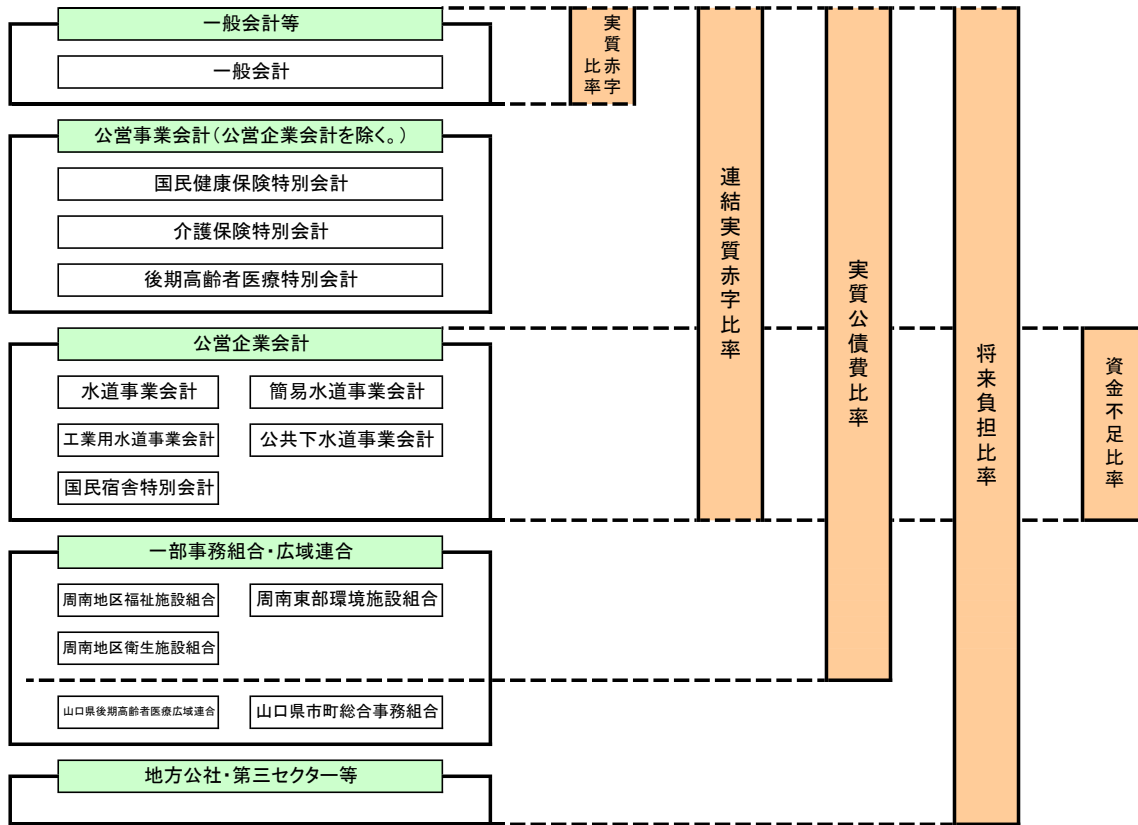 一般会計等
一般会計
公営事業会計(公営企業会計を除く。)
国民健康保険特別会計
介護保険特別会計
後期高齢者医療特別会計
公営企業会計
水道事業会計
簡易水道事業会計
工業用水道事業会計
公共下水道事業会計
国民宿舎特別会計
一部事務組合・広域連合
周南地区福祉施設組合
周南東部環境施設組合
周南地区衛生施設組合
山口県後期高齢者医療広域連合
山口県市町総合事務組合
地方公社・第三セクター等
実質赤字
比率
連結実質赤字比率
実質公債費比率
将来負担比率
資金不足比率